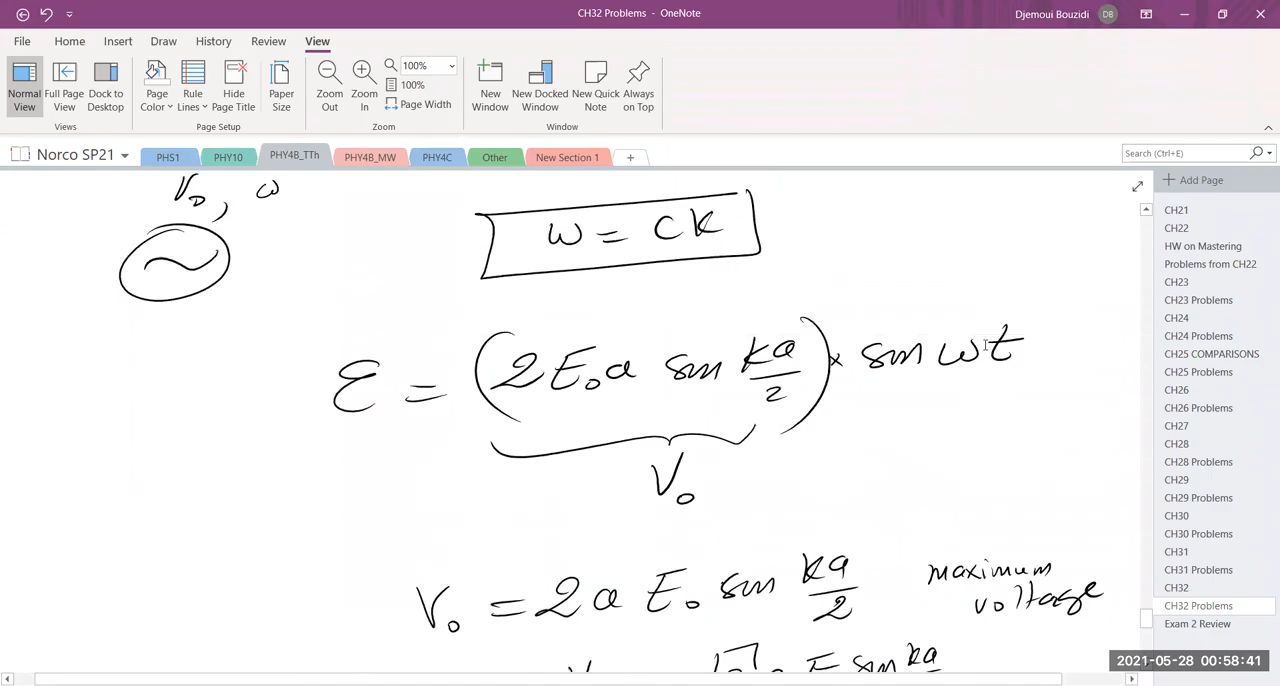 CH32 Problems - OneNote
Djemoui Bouzidi DB
File Home Insert Draw History Review View
Normal View
Full Page View
Dock to Desktop
Views
Page Color
Rule Lines
Hide Page Title
Paper Size
Page Setup
Zoom Out
Zoom In
100%
100%
Page Width
Zoom
New Window
New Docked Window
New Quick Note
Always on Top
Window
Norco SP21 PHS1 PHY10 PHY4B_TTh PHY4B_MW PHY4C Other New Section 1 +
Search (Ctrl+E)
Add Page
CH21
CH22
HW on Mastering
Problems from CH22
CH23
CH23 Problems
CH24
CH24 Problems
CH25 COMPARISONS
CH25 Problems
CH26
CH26 Problems
CH27
CH28
CH28 Problems
CH29
CH29 Problems
CH30
CH30 Problems
CH31
CH31 Problems
CH32
CH32 Problems
Exam 2 Review
V₀, ω
ω = ck
ℰ = (2E₀a sin ka/2) × sin ωt
V₀
V₀ = 2a E₀ sin ka/2 maximum voltage
E sin ka
2021-05-28 00:58:41